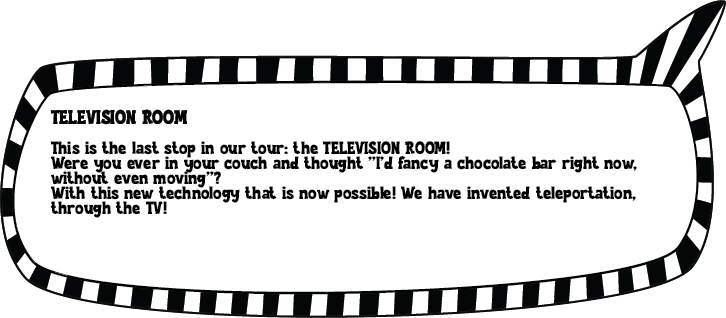 TELEVISION ROOM
This is the last stop in our tour: the TELEVISION ROOM!
Were you ever in your couch and thought "I'd fancy a chocolate bar right now,
without even moving"?
With this new technology that is now possible! We have invented teleportation,
through the TV!